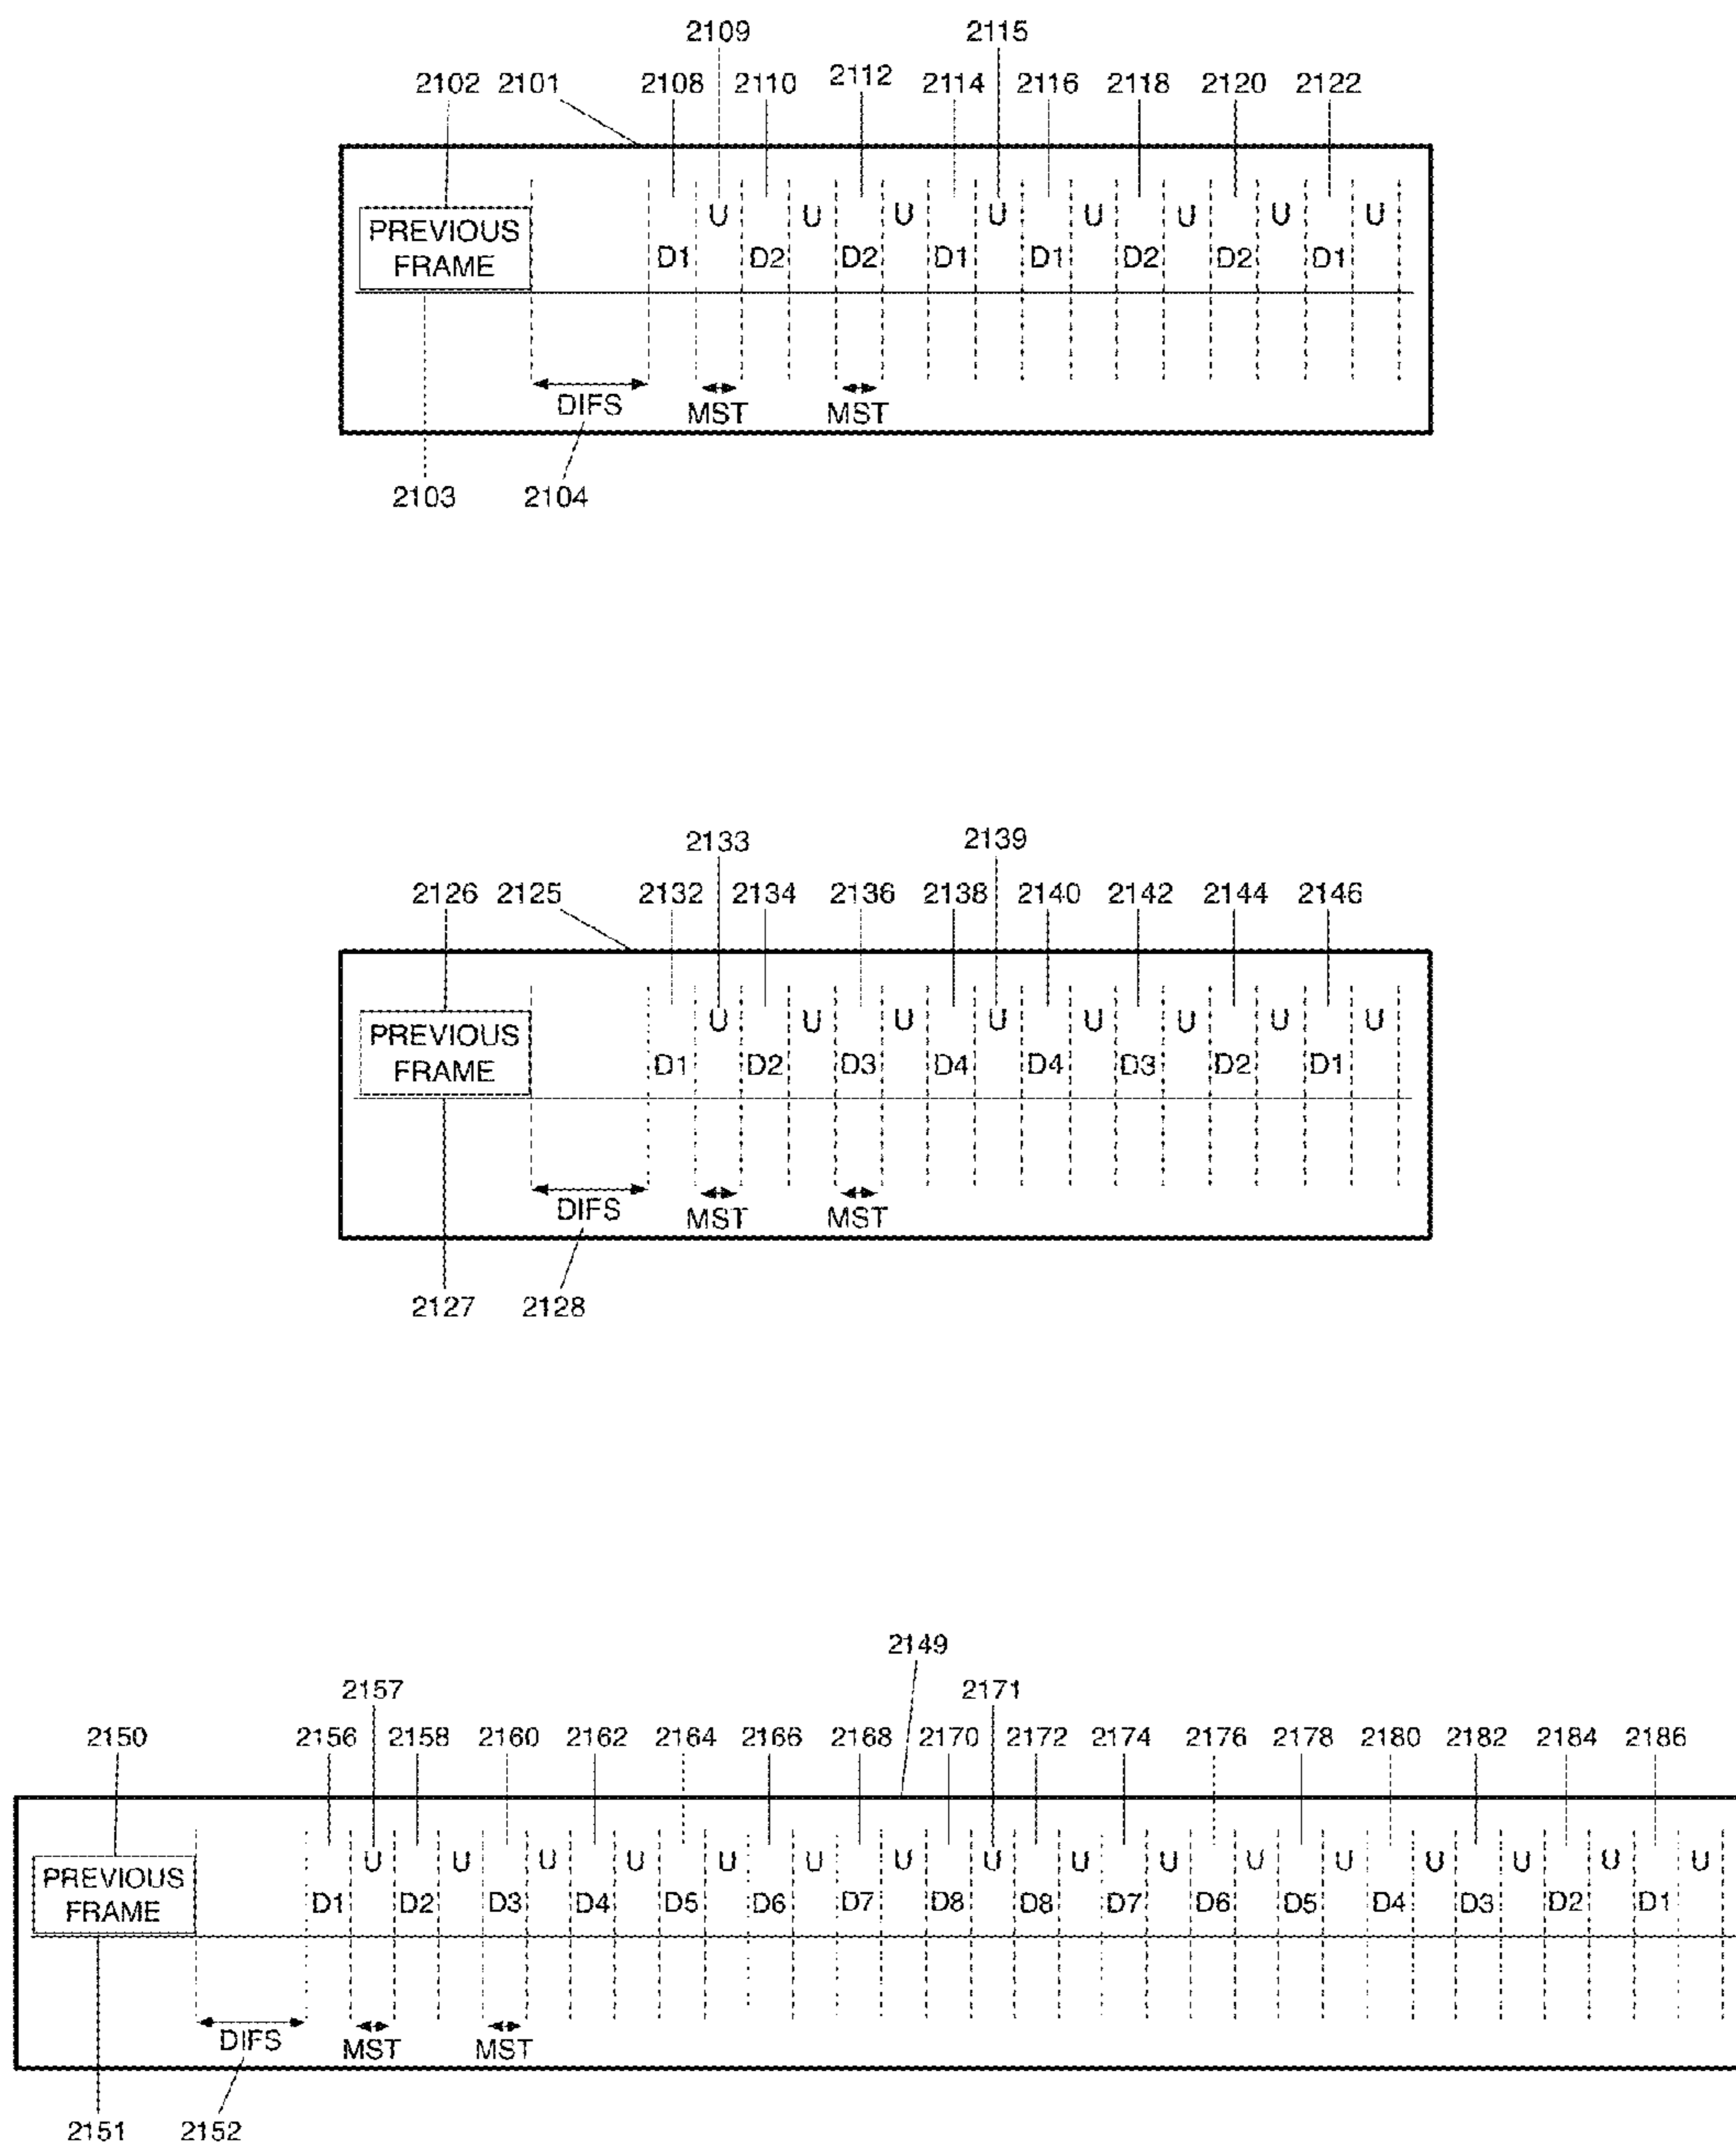 2109 2115
2102 2101 2108 2110 2112 2114 2116 2118 2120 2122
U U U U U U U U
PREVIOUS
FRAME
D1 D2 D2 D1 D1 D2 D2 D1
DIFS MST MST
2103 2104
2133 2139
2126 2125 2132 2134 2136 2138 2140 2142 2144 2146
U U U U U U U U
PREVIOUS
FRAME
D1 D2 D3 D4 D4 D3 D2 D1
DIFS MST MST
2127 2128
2149
2157 2171
2150 2156 2158 2160 2162 2164 2166 2168 2170 2172 2174 2176 2178 2180 2182 2184 2186
U U U U U U U U U U U U U U U U
PREVIOUS
FRAME
D1 D2 D3 D4 D5 D6 D7 D8 D8 D7 D6 D5 D4 D3 D2 D1
DIFS MST MST
2151 2152